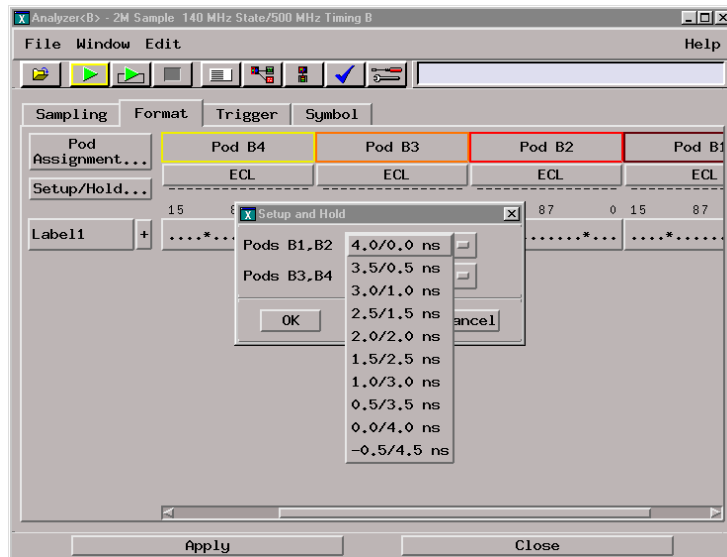 Analyzer<B> - 2M Sample 140 MHz State/500 MHz Timing B
File Window Edit Help
Sampling Format Trigger Symbol
Pod Assignment...
Pod B4 Pod B3 Pod B2 Pod B1
ECL ECL ECL ECL
Setup/Hold...
15 8 87 0 15 87
Label1 + ....*.. .......*... ....*......
Setup and Hold
Pods B1,B2 4.0/0.0 ns
3.5/0.5 ns
Pods B3,B4
3.0/1.0 ns
2.5/1.5 ns
OK ancel
2.0/2.0 ns
1.5/2.5 ns
1.0/3.0 ns
0.5/3.5 ns
0.0/4.0 ns
-0.5/4.5 ns
Apply Close